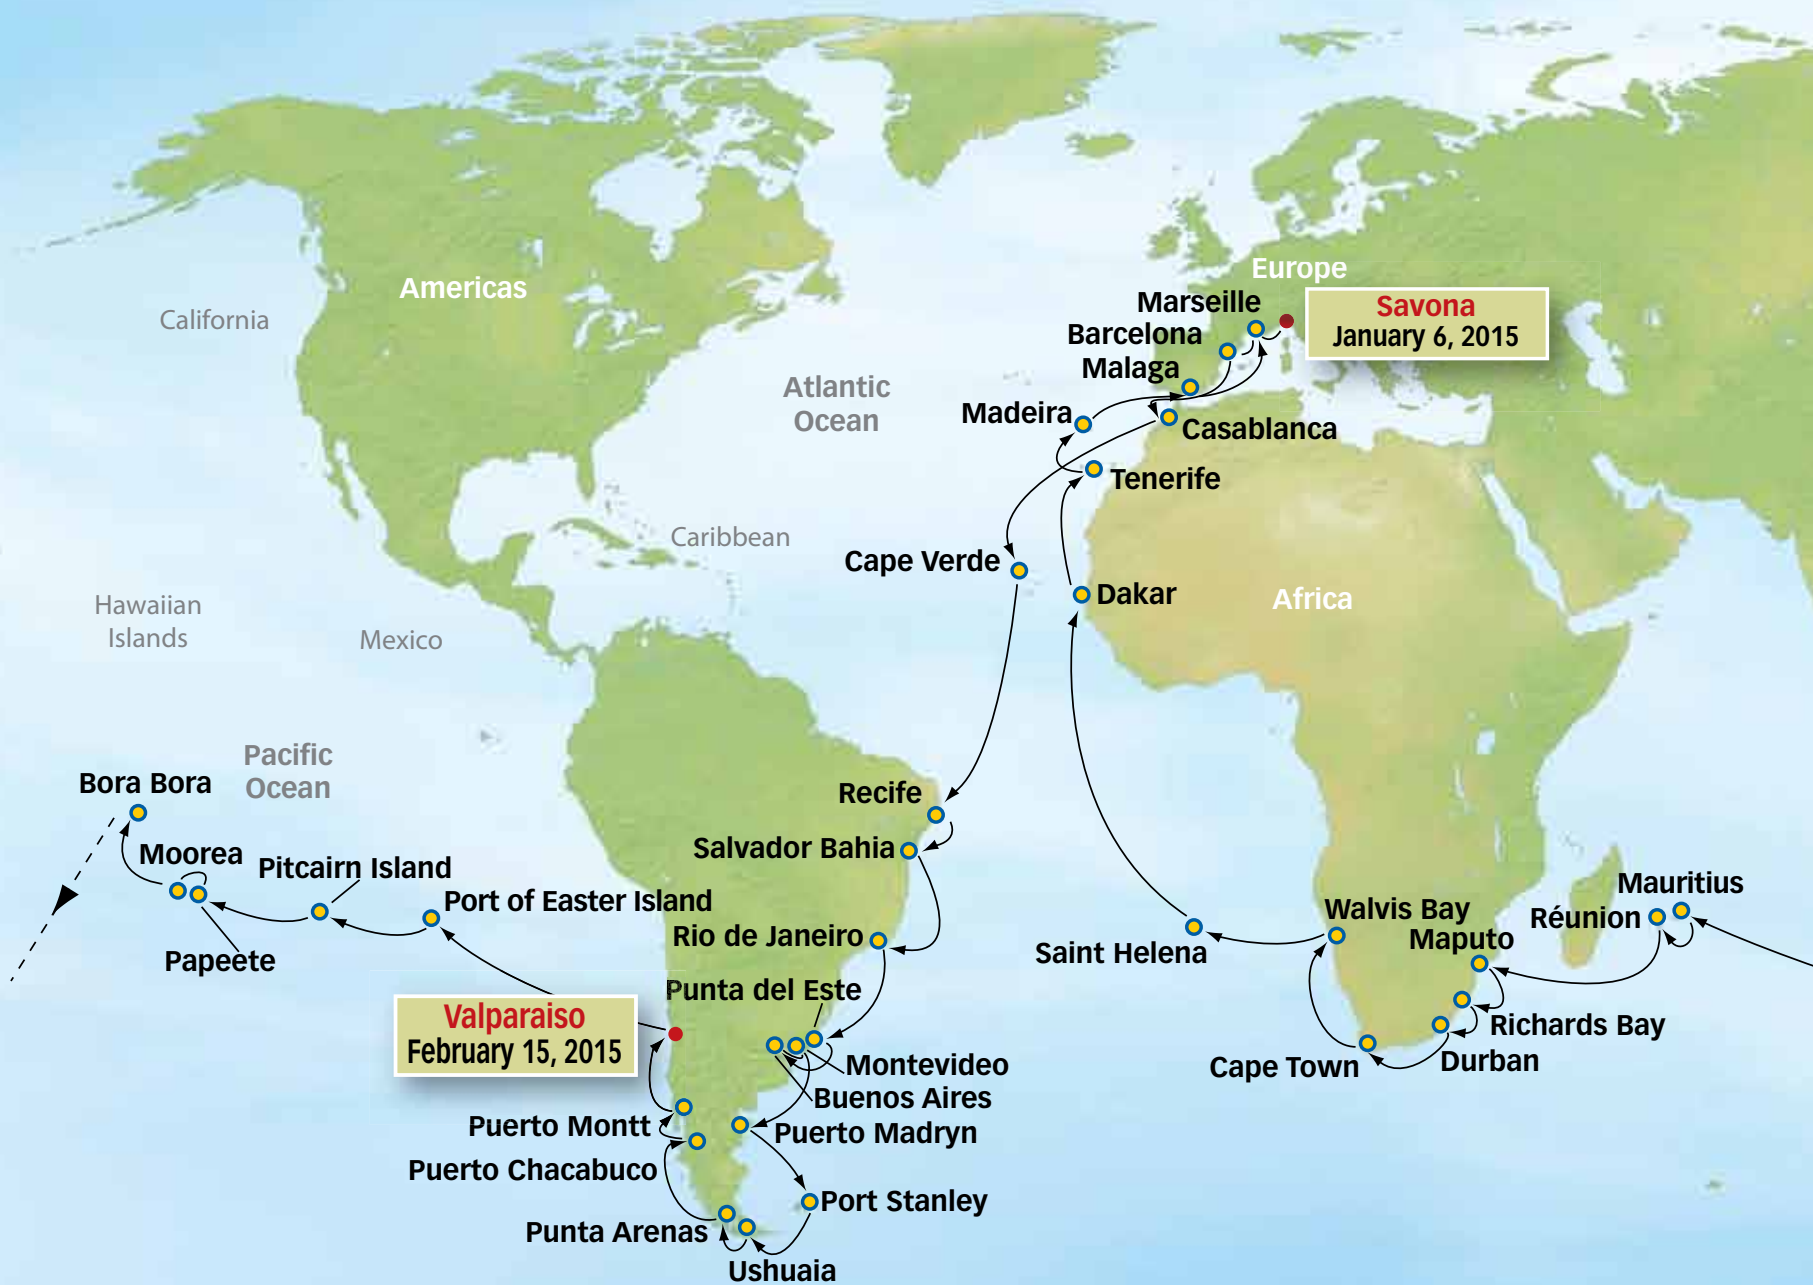 Americas
Europe
California
Marseille
Savona
January 6, 2015
Barcelona
Malaga
Atlantic
Ocean
Madeira
Casablanca
Tenerife
Caribbean
Cape Verde
Dakar
Africa
Hawaiian
Islands
Mexico
Pacific
Ocean
Bora Bora
Recife
Moorea
Salvador Bahia
Pitcairn Island
Port of Easter Island
Mauritius
Walvis Bay
Réunion
Rio de Janeiro
Maputo
Saint Helena
Papeete
Punta del Este
Valparaiso
February 15, 2015
Richards Bay
Montevideo
Cape Town
Durban
Buenos Aires
Puerto Montt
Puerto Madryn
Puerto Chacabuco
Port Stanley
Punta Arenas
Ushuaia